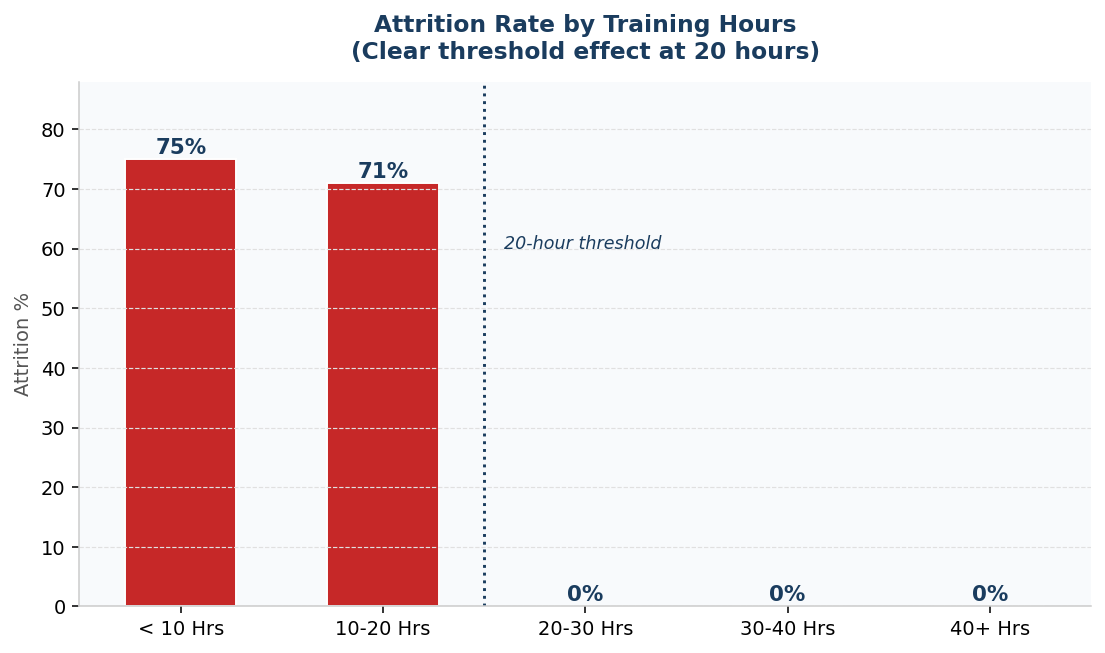 Attrition Rate by Training Hours
(Clear threshold effect at 20 hours)
Attrition %
80
70
60
50
40
30
20
10
0
75%
71%
20-hour threshold
0%
0%
0%
< 10 Hrs
10-20 Hrs
20-30 Hrs
30-40 Hrs
40+ Hrs